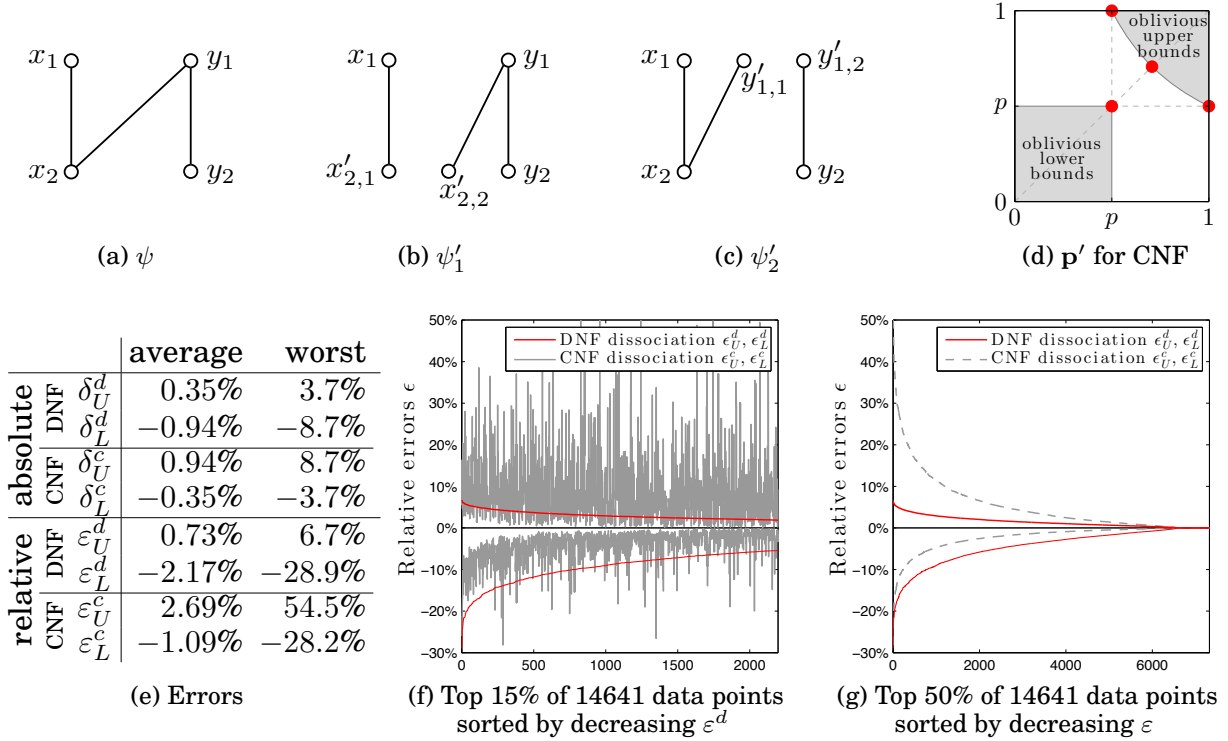 x1 y1
x2 y2
(a) ψ
x1 y1
x′2,1 x′2,2 y2
(b) ψ′1
x1 y′1,1 y′1,2
x2 y2
(c) ψ′2
1
oblivious
upper
bounds
p
oblivious
lower
bounds
0
0 p 1
(d) p′ for CNF
average worst
absolute DNF δ^d_U 0.35% 3.7%
δ^d_L −0.94% −8.7%
CNF δ^c_U 0.94% 8.7%
δ^c_L −0.35% −3.7%
relative DNF ε^d_U 0.73% 6.7%
ε^d_L −2.17% −28.9%
CNF ε^c_U 2.69% 54.5%
ε^c_L −1.09% −28.2%
(e) Errors
Relative errors ϵ
50%
40%
30%
20%
10%
0%
−10%
−20%
−30%
DNF dissociation ϵ^d_U, ϵ^d_L
CNF dissociation ϵ^c_U, ϵ^c_L
0 500 1000 1500 2000
(f) Top 15% of 14641 data points
sorted by decreasing ε^d
Relative errors ϵ
50%
40%
30%
20%
10%
0%
−10%
−20%
−30%
DNF dissociation ϵ^d_U, ϵ^d_L
CNF dissociation ϵ^c_U, ϵ^c_L
0 2000 4000 6000
(g) Top 50% of 14641 data points
sorted by decreasing ε